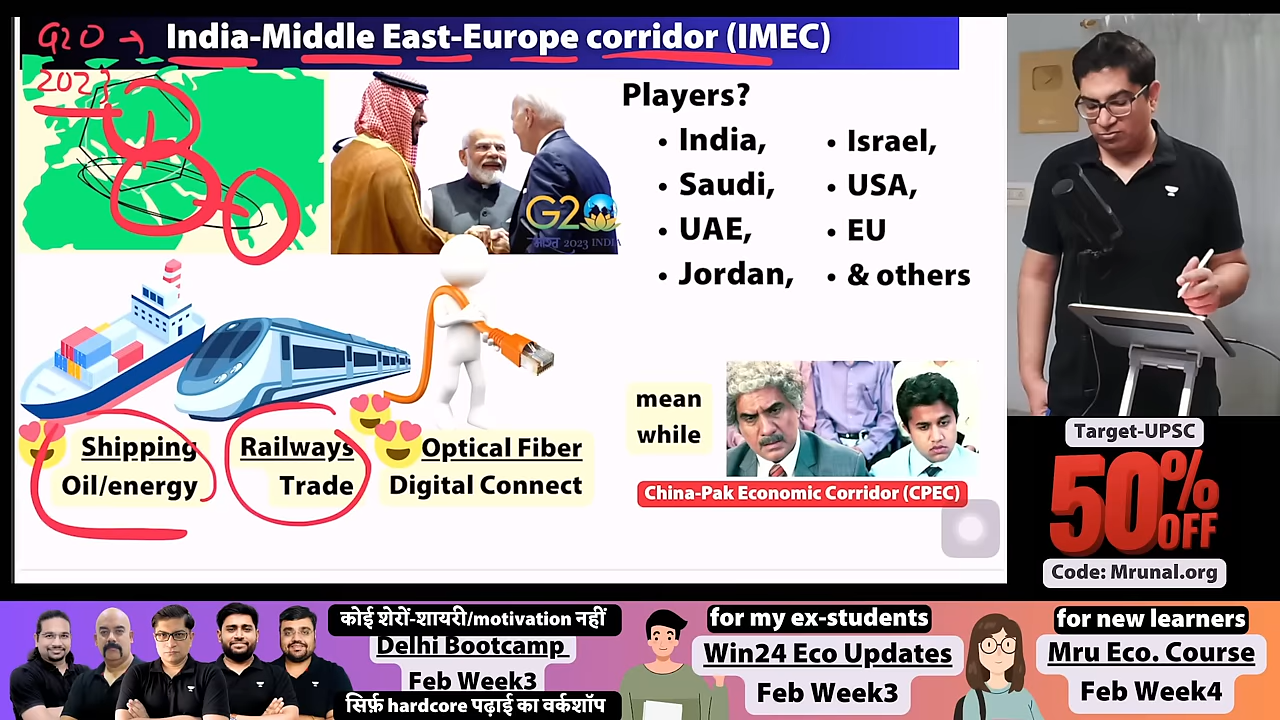 G20 → India-Middle East-Europe corridor (IMEC)
2023
Players?
• India,
• Saudi,
• UAE,
• Jordan,
• Israel,
• USA,
• EU
• & others
G20
भारत 2023 INDIA
Shipping
Oil/energy
Railways
Trade
Optical Fiber
Digital Connect
mean
while
China-Pak Economic Corridor (CPEC)
Target-UPSC
50%
OFF
Code: Mrunal.org
कोई शेरों-शायरी/motivation नहीं
Delhi Bootcamp
Feb Week3
सिर्फ़ hardcore पढ़ाई का वर्कशॉप
for my ex-students
Win24 Eco Updates
Feb Week3
for new learners
Mru Eco. Course
Feb Week4